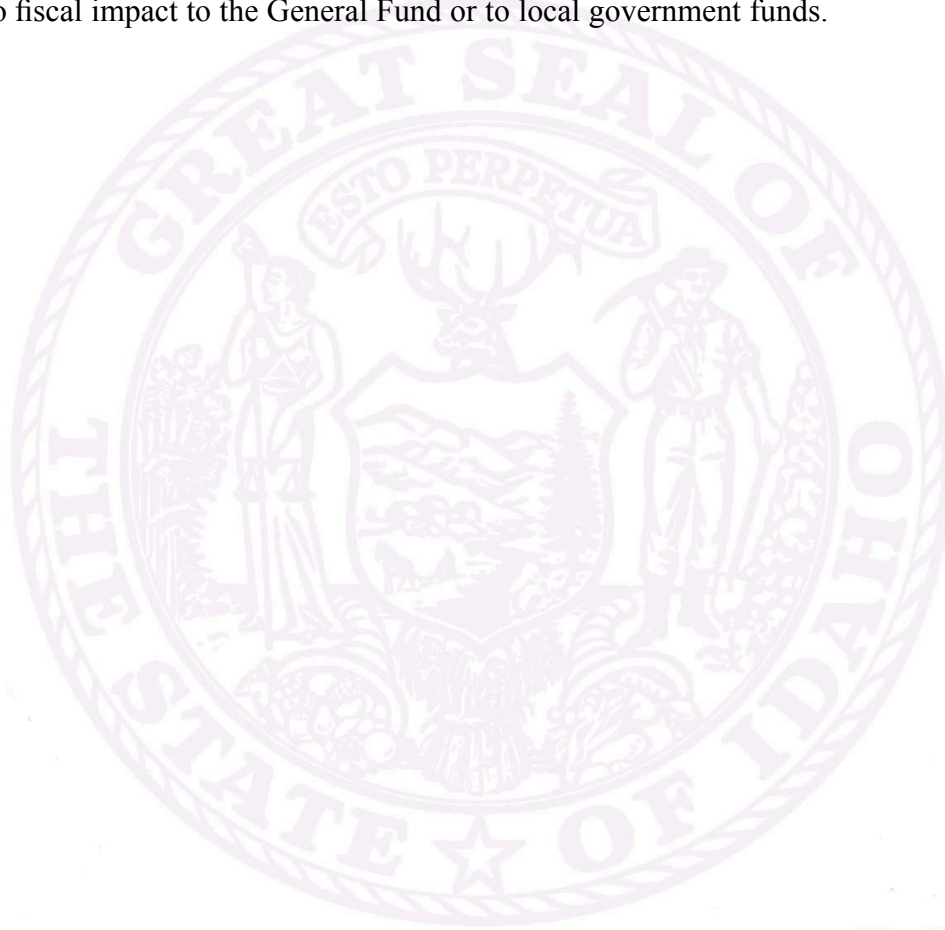 fiscal impact to the General Fund or to local government funds.
GREAT SEAL OF
ESTO PERPETUA
THE STATE OF IDAHO